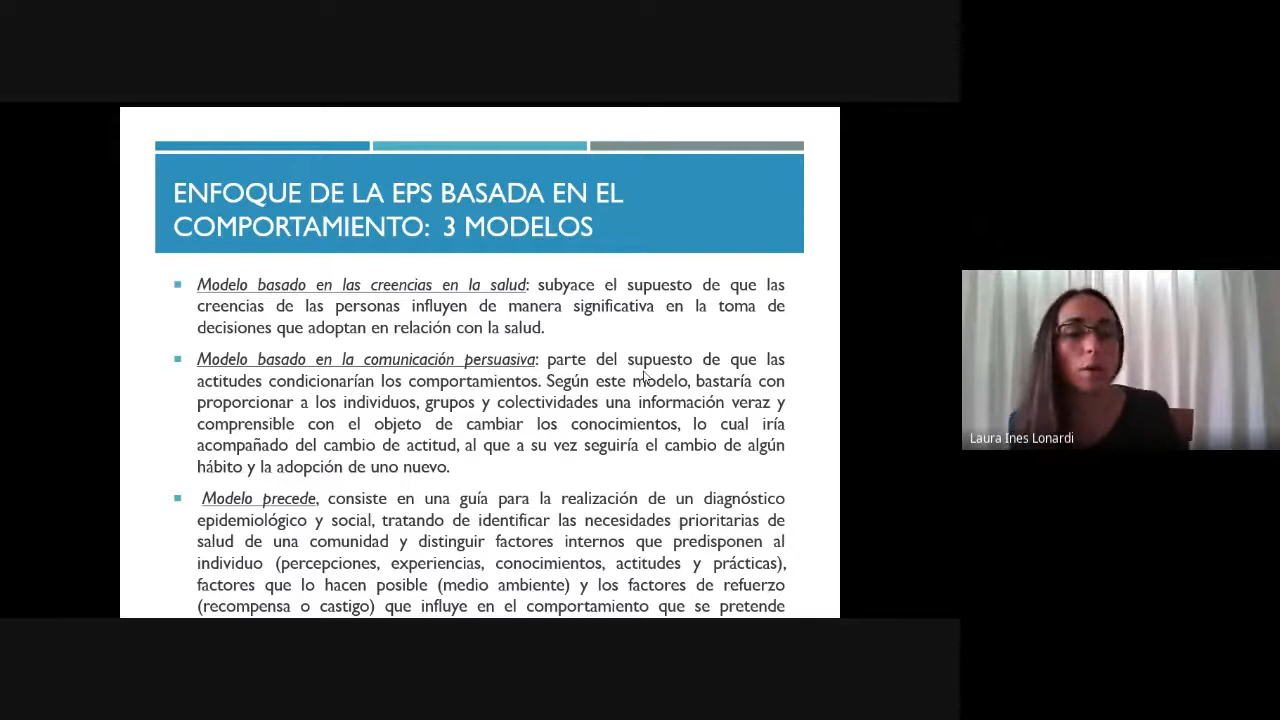 ENFOQUE DE LA EPS BASADA EN EL
COMPORTAMIENTO:  3 MODELOS
Modelo basado en las creencias en la salud: subyace el supuesto de que las
creencias de las personas influyen de manera significativa en la toma de
decisiones que adoptan en relación con la salud.
Modelo basado en la comunicación persuasiva: parte del supuesto de que las
actitudes condicionarían los comportamientos. Según este modelo, bastaría con
proporcionar a los individuos, grupos y colectividades una información veraz y
comprensible con el objeto de cambiar los conocimientos, lo cual iría
acompañado del cambio de actitud, al que a su vez seguiría el cambio de algún
hábito y la adopción de uno nuevo.
Modelo precede, consiste en una guía para la realización de un diagnóstico
epidemiológico y social, tratando de identificar las necesidades prioritarias de
salud de una comunidad y distinguir factores internos que predisponen al
individuo (percepciones, experiencias, conocimientos, actitudes y prácticas),
factores que lo hacen posible (medio ambiente) y los factores de refuerzo
(recompensa o castigo) que influye en el comportamiento que se pretende
Laura Ines Lonardi